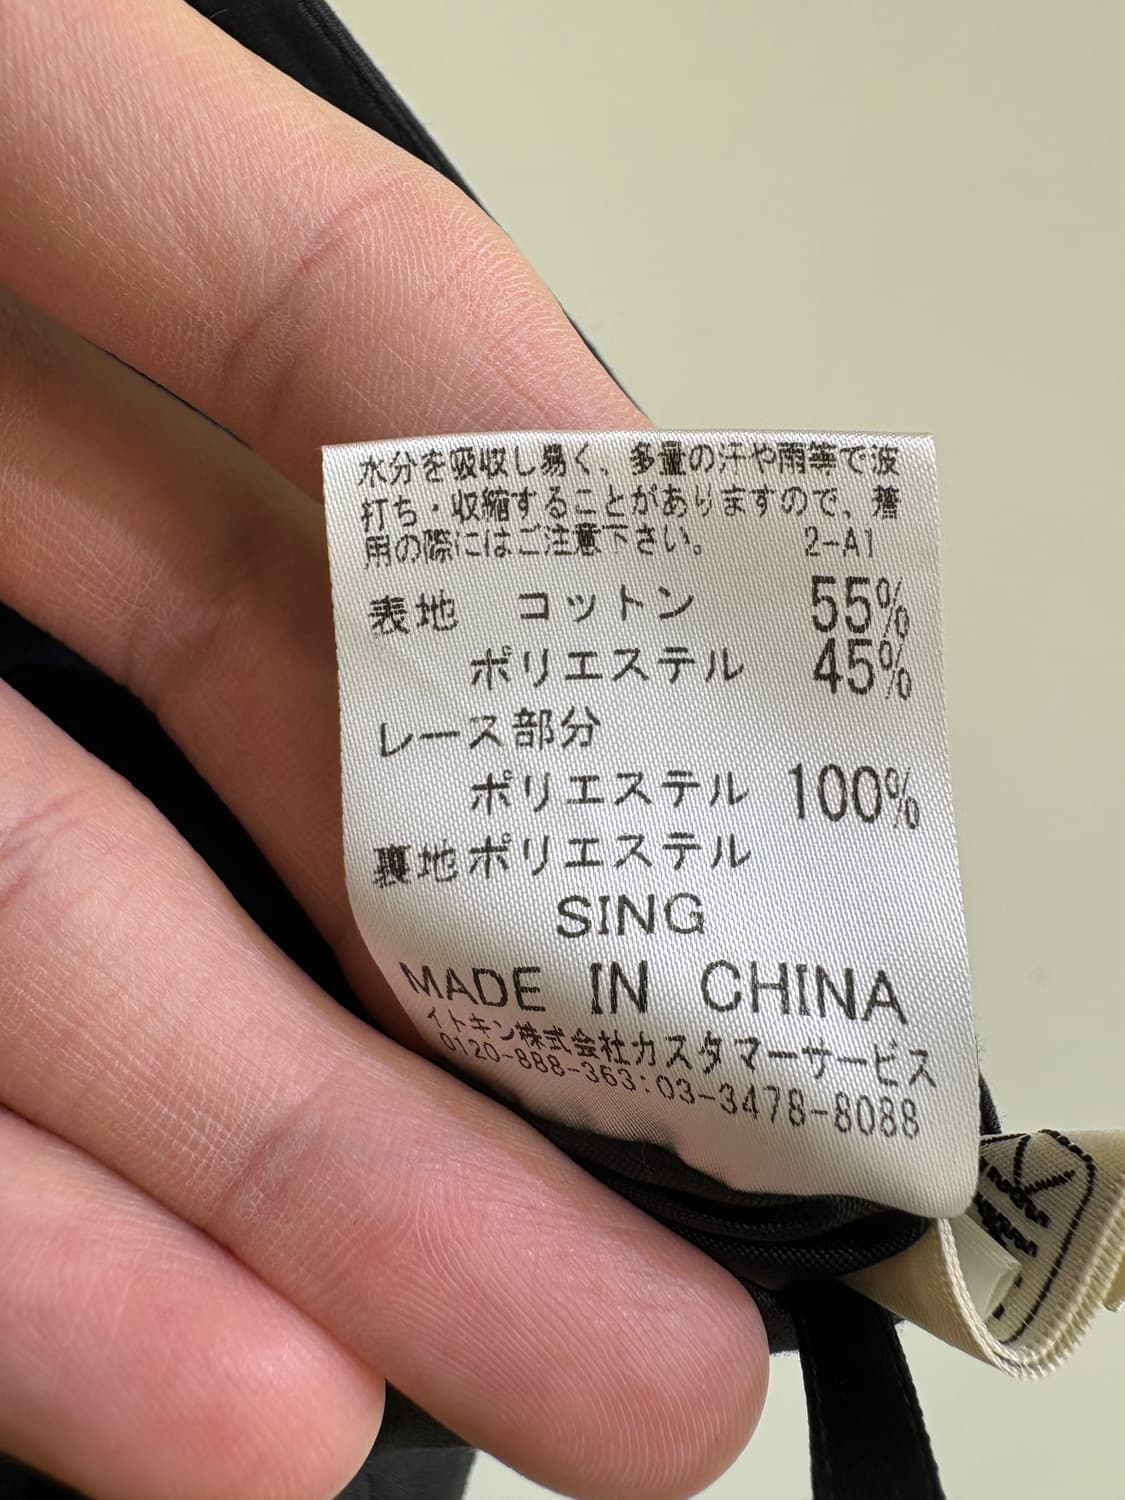 水分を吸収し易く、多量の汗や雨等で波
打ち・収縮することがありますので、着
用の際にはご注意下さい。 2-A1
表地 コットン 55%
ポリエステル 45%
レース部分
ポリエステル 100%
裏地ポリエステル
SING
MADE IN CHINA
イトキン株式会社カスタマーサービス
0120-888-363:03-3478-8088